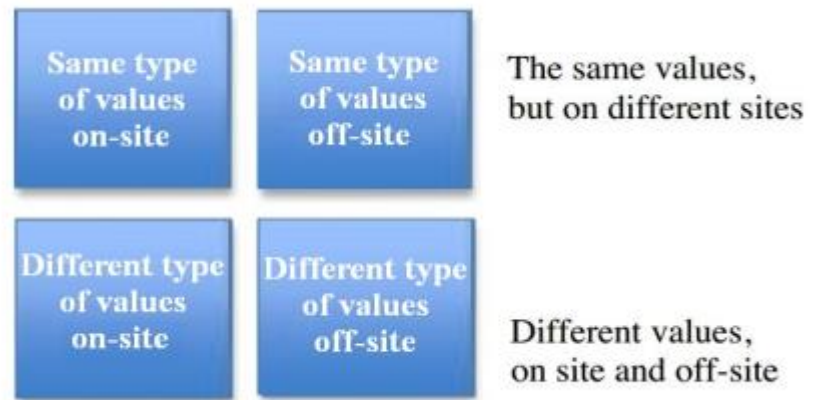 Same type
of values
on-site
Same type
of values
off-site
The same values,
but on different sites
Different type
of values
on-site
Different type
of values
off-site
Different values,
on site and off-site